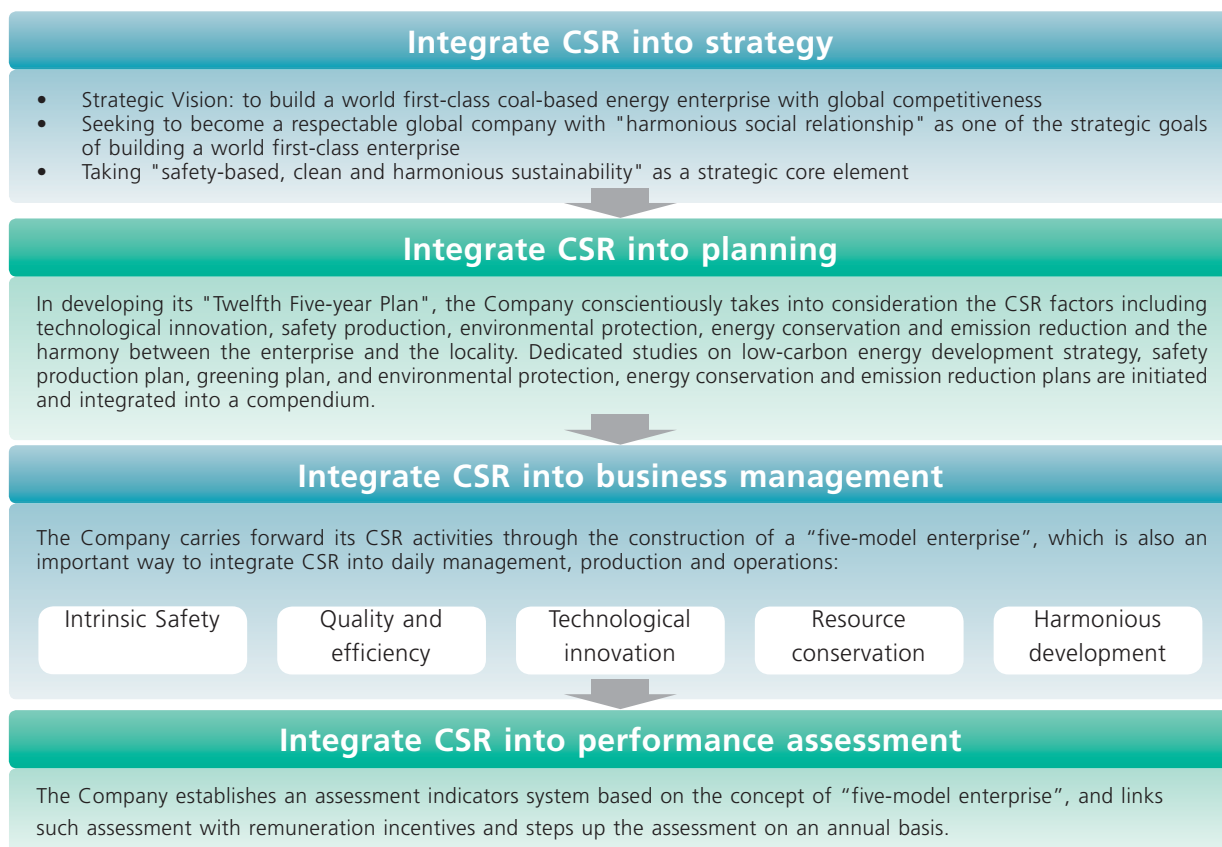 Integrate CSR into strategy
• Strategic Vision: to build a world first-class coal-based energy enterprise with global competitiveness
• Seeking to become a respectable global company with "harmonious social relationship" as one of the strategic goals
of building a world first-class enterprise
• Taking "safety-based, clean and harmonious sustainability" as a strategic core element
Integrate CSR into planning
In developing its "Twelfth Five-year Plan", the Company conscientiously takes into consideration the CSR factors including
technological innovation, safety production, environmental protection, energy conservation and emission reduction and the
harmony between the enterprise and the locality. Dedicated studies on low-carbon energy development strategy, safety
production plan, greening plan, and environmental protection, energy conservation and emission reduction plans are initiated
and integrated into a compendium.
Integrate CSR into business management
The Company carries forward its CSR activities through the construction of a “five-model enterprise”, which is also an
important way to integrate CSR into daily management, production and operations:
Intrinsic Safety
Quality and
efficiency
Technological
innovation
Resource
conservation
Harmonious
development
Integrate CSR into performance assessment
The Company establishes an assessment indicators system based on the concept of “five-model enterprise”, and links
such assessment with remuneration incentives and steps up the assessment on an annual basis.